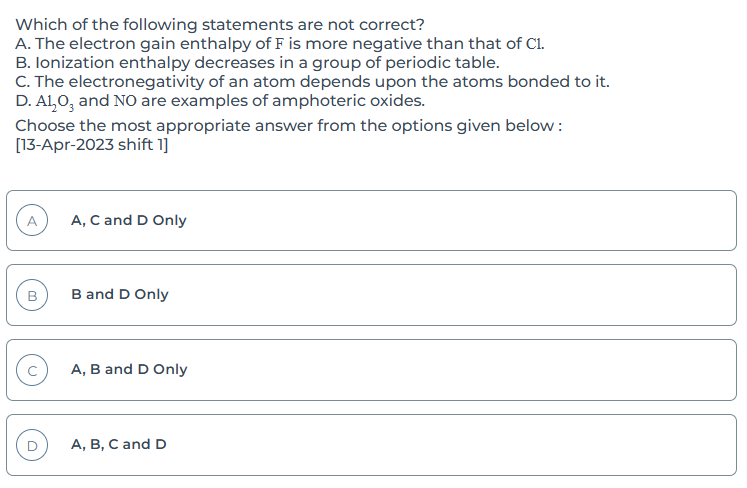 Which of the following statements are not correct?
A. The electron gain enthalpy of F is more negative than that of Cl.
B. Ionization enthalpy decreases in a group of periodic table.
C. The electronegativity of an atom depends upon the atoms bonded to it.
D. Al₂O₃ and NO are examples of amphoteric oxides.
Choose the most appropriate answer from the options given below :
[13-Apr-2023 shift 1]
A A, C and D Only
B B and D Only
C A, B and D Only
D A, B, C and D